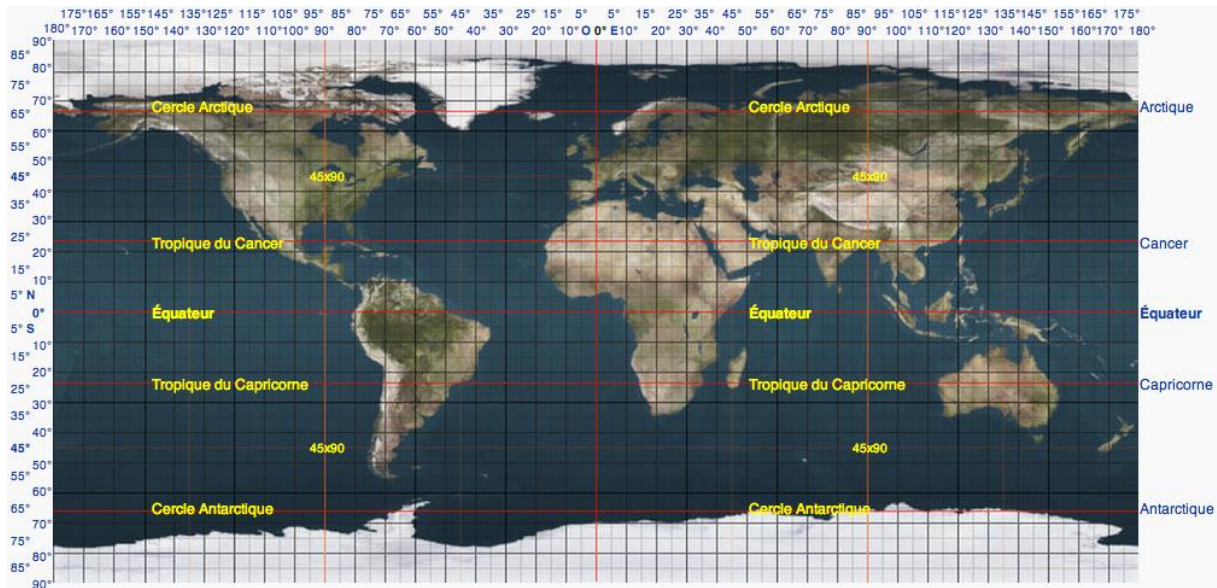 175° 165° 155° 145° 135° 125° 115° 105° 95° 85° 75° 65° 55° 45° 35° 25° 15° 5° 5° 15° 25° 35° 45° 55° 65° 75° 85° 95° 105° 115° 125° 135° 145° 155° 165° 175°
180° 170° 160° 150° 140° 130° 120° 110° 100° 90° 80° 70° 60° 50° 40° 30° 20° 10° O 0° E 10° 20° 30° 40° 50° 60° 70° 80° 90° 100° 110° 120° 130° 140° 150° 160° 170° 180°
90°
85°
80°
75°
70°
Cercle Arctique Cercle Arctique Arctique
65°
60°
55°
50°
45° 45x90 45x90
40°
35°
30°
25° Tropique du Cancer Tropique du Cancer Cancer
20°
15°
10°
5° N
0° Équateur Équateur Équateur
5° S
10°
15°
20°
25° Tropique du Capricorne Tropique du Capricorne Capricorne
30°
35°
40°
45° 45x90 45x90
50°
55°
60°
65° Cercle Antarctique Cercle Antarctique Antarctique
70°
75°
80°
85°
90°